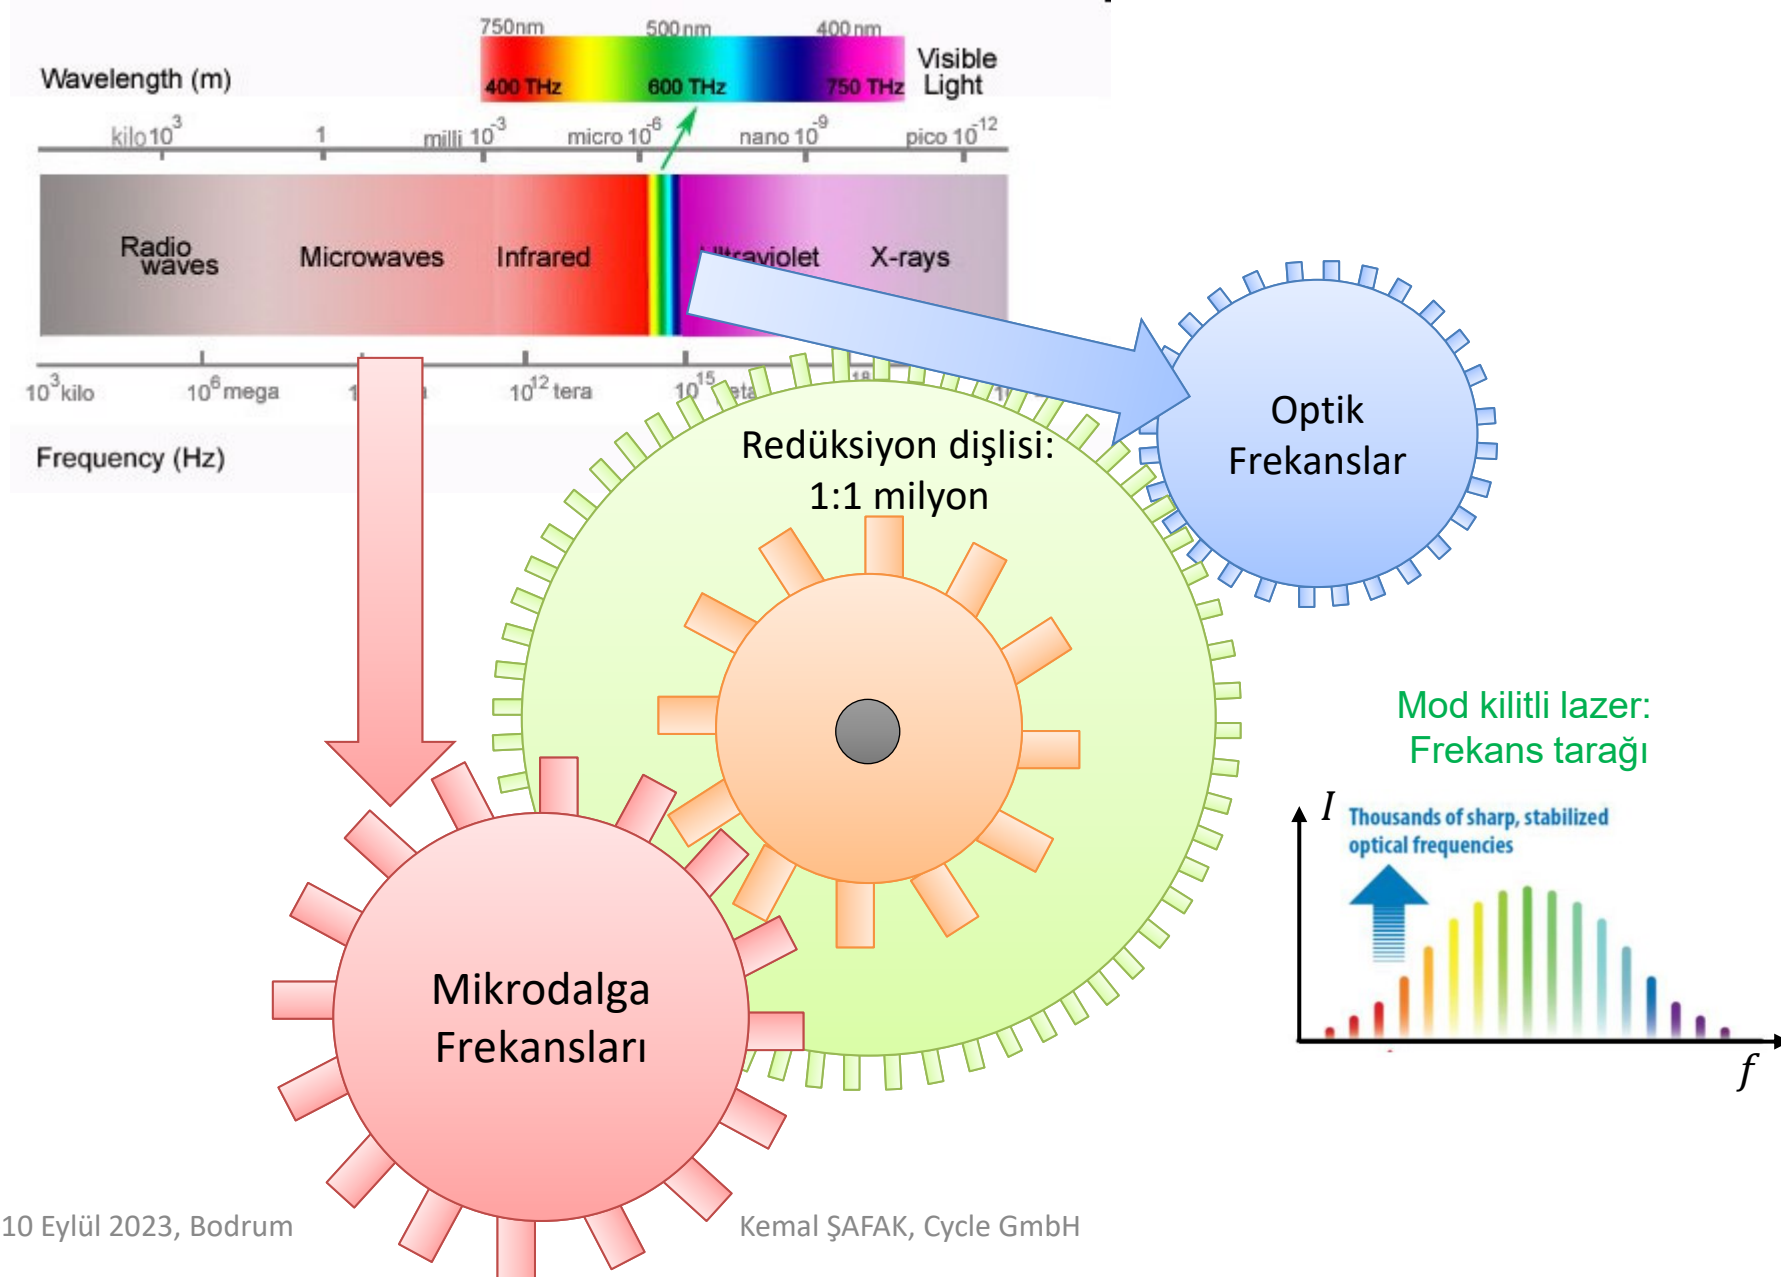 750nm 500nm 400nm
Wavelength (m)
400 THz 600 THz 750 THz
Visible
Light
kilo 10³ 1 milli 10⁻³ micro 10⁻⁶ nano 10⁻⁹ pico 10⁻¹²
Radio
waves
Microwaves Infrared Ultraviolet X-rays
10³ kilo 10⁶ mega 10¹² tera 10¹⁵
Frequency (Hz)
Optik
Frekanslar
Redüksiyon dişlisi:
1:1 milyon
Mod kilitli lazer:
Frekans tarağı
I
Thousands of sharp, stabilized
optical frequencies
f
Mikrodalga
Frekansları
10 Eylül 2023, Bodrum
Kemal ŞAFAK, Cycle GmbH